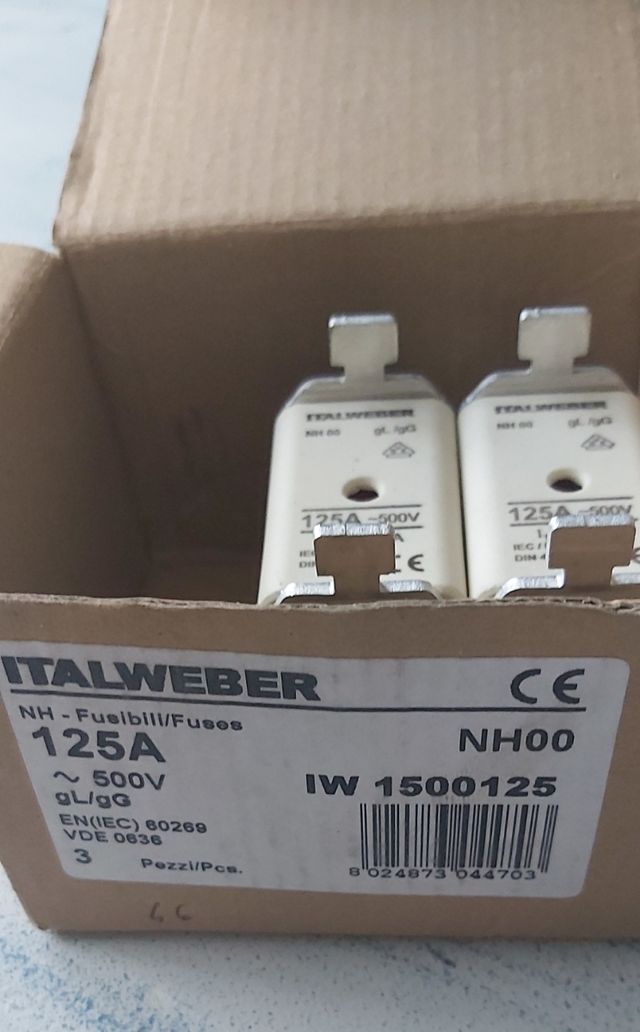 ITALWEBER
NH 00 gL /gG
125A ~500V
ITALWEBER
NH 00 gL /gG
125A ~500V
ITALWEBER
CE
NH - Fusibili/Fuses
125A
NH00
~ 500V
IW 1500125
gL/gG
EN(IEC) 60269
VDE 0636
3 Pezzi/Pcs.
8 024873 044703